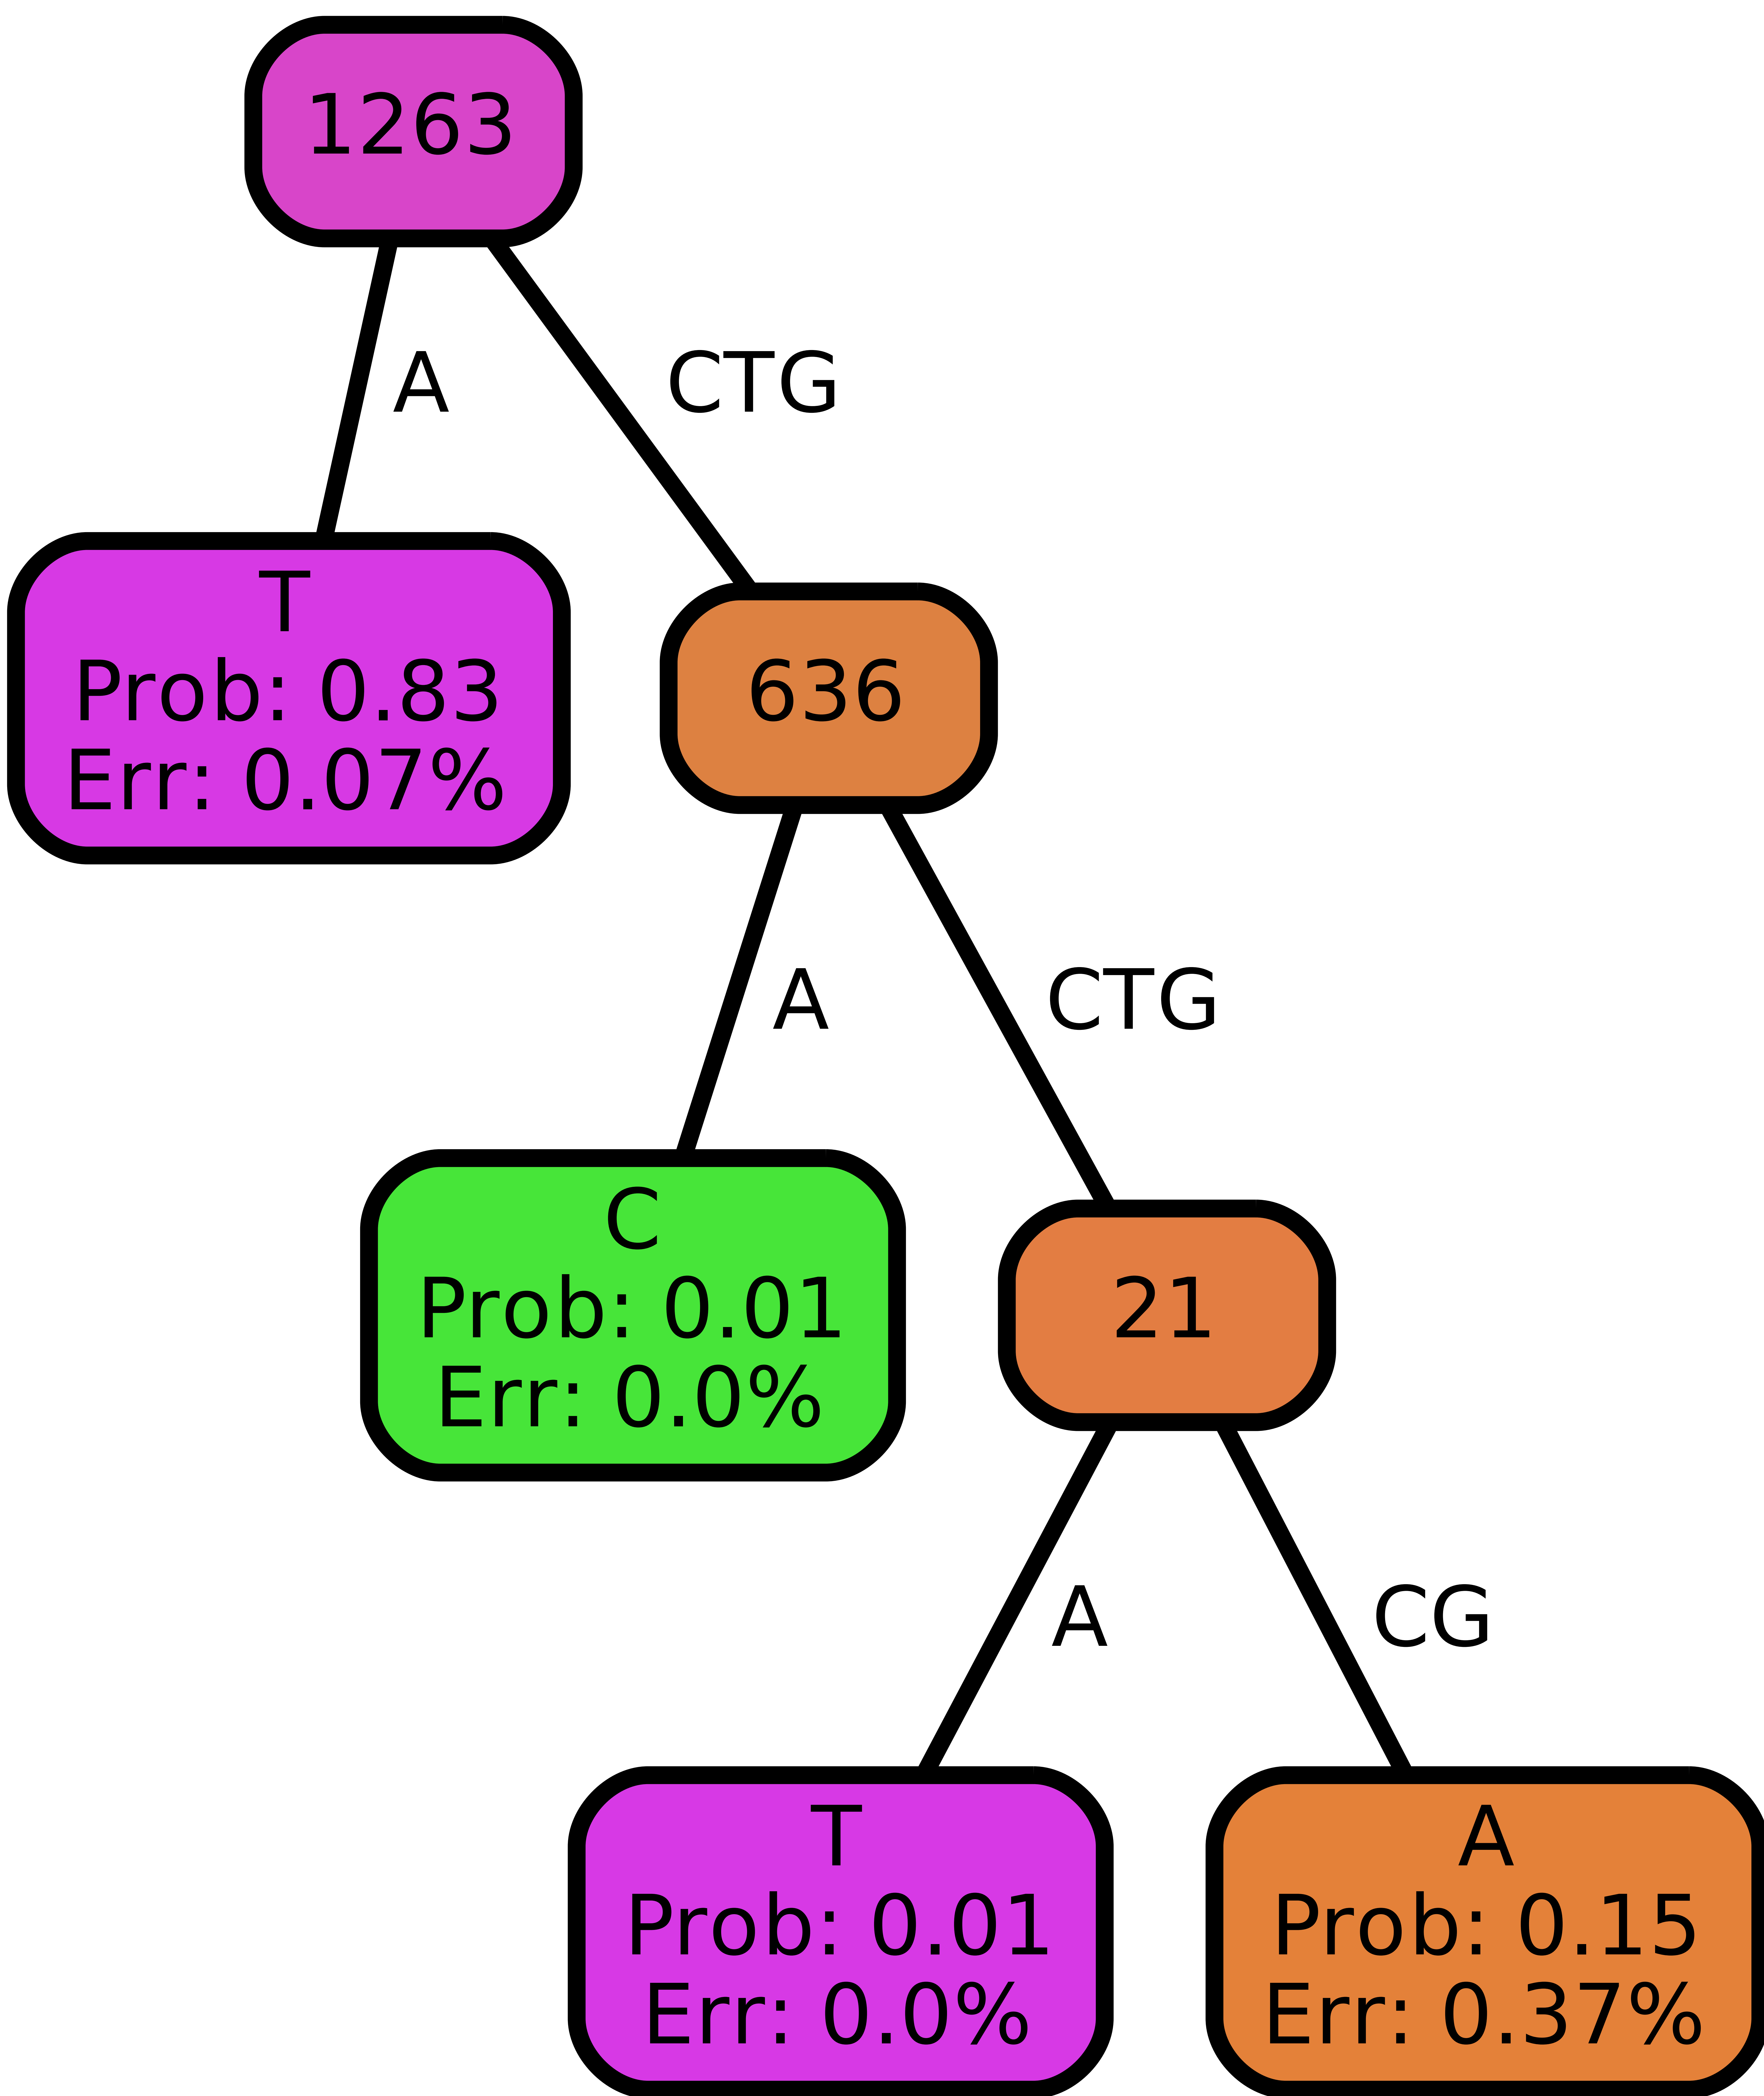 1263
A
CTG
T
Prob: 0.83
Err: 0.07%
636
A
CTG
C
Prob: 0.01
Err: 0.0%
21
A
CG
T
Prob: 0.01
Err: 0.0%
A
Prob: 0.15
Err: 0.37%